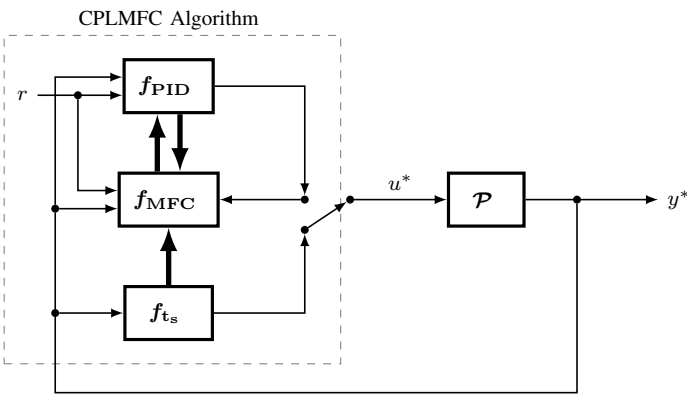 CPLMFC Algorithm
f_PID
r
f_MFC
u*
𝒫
y*
f_ts